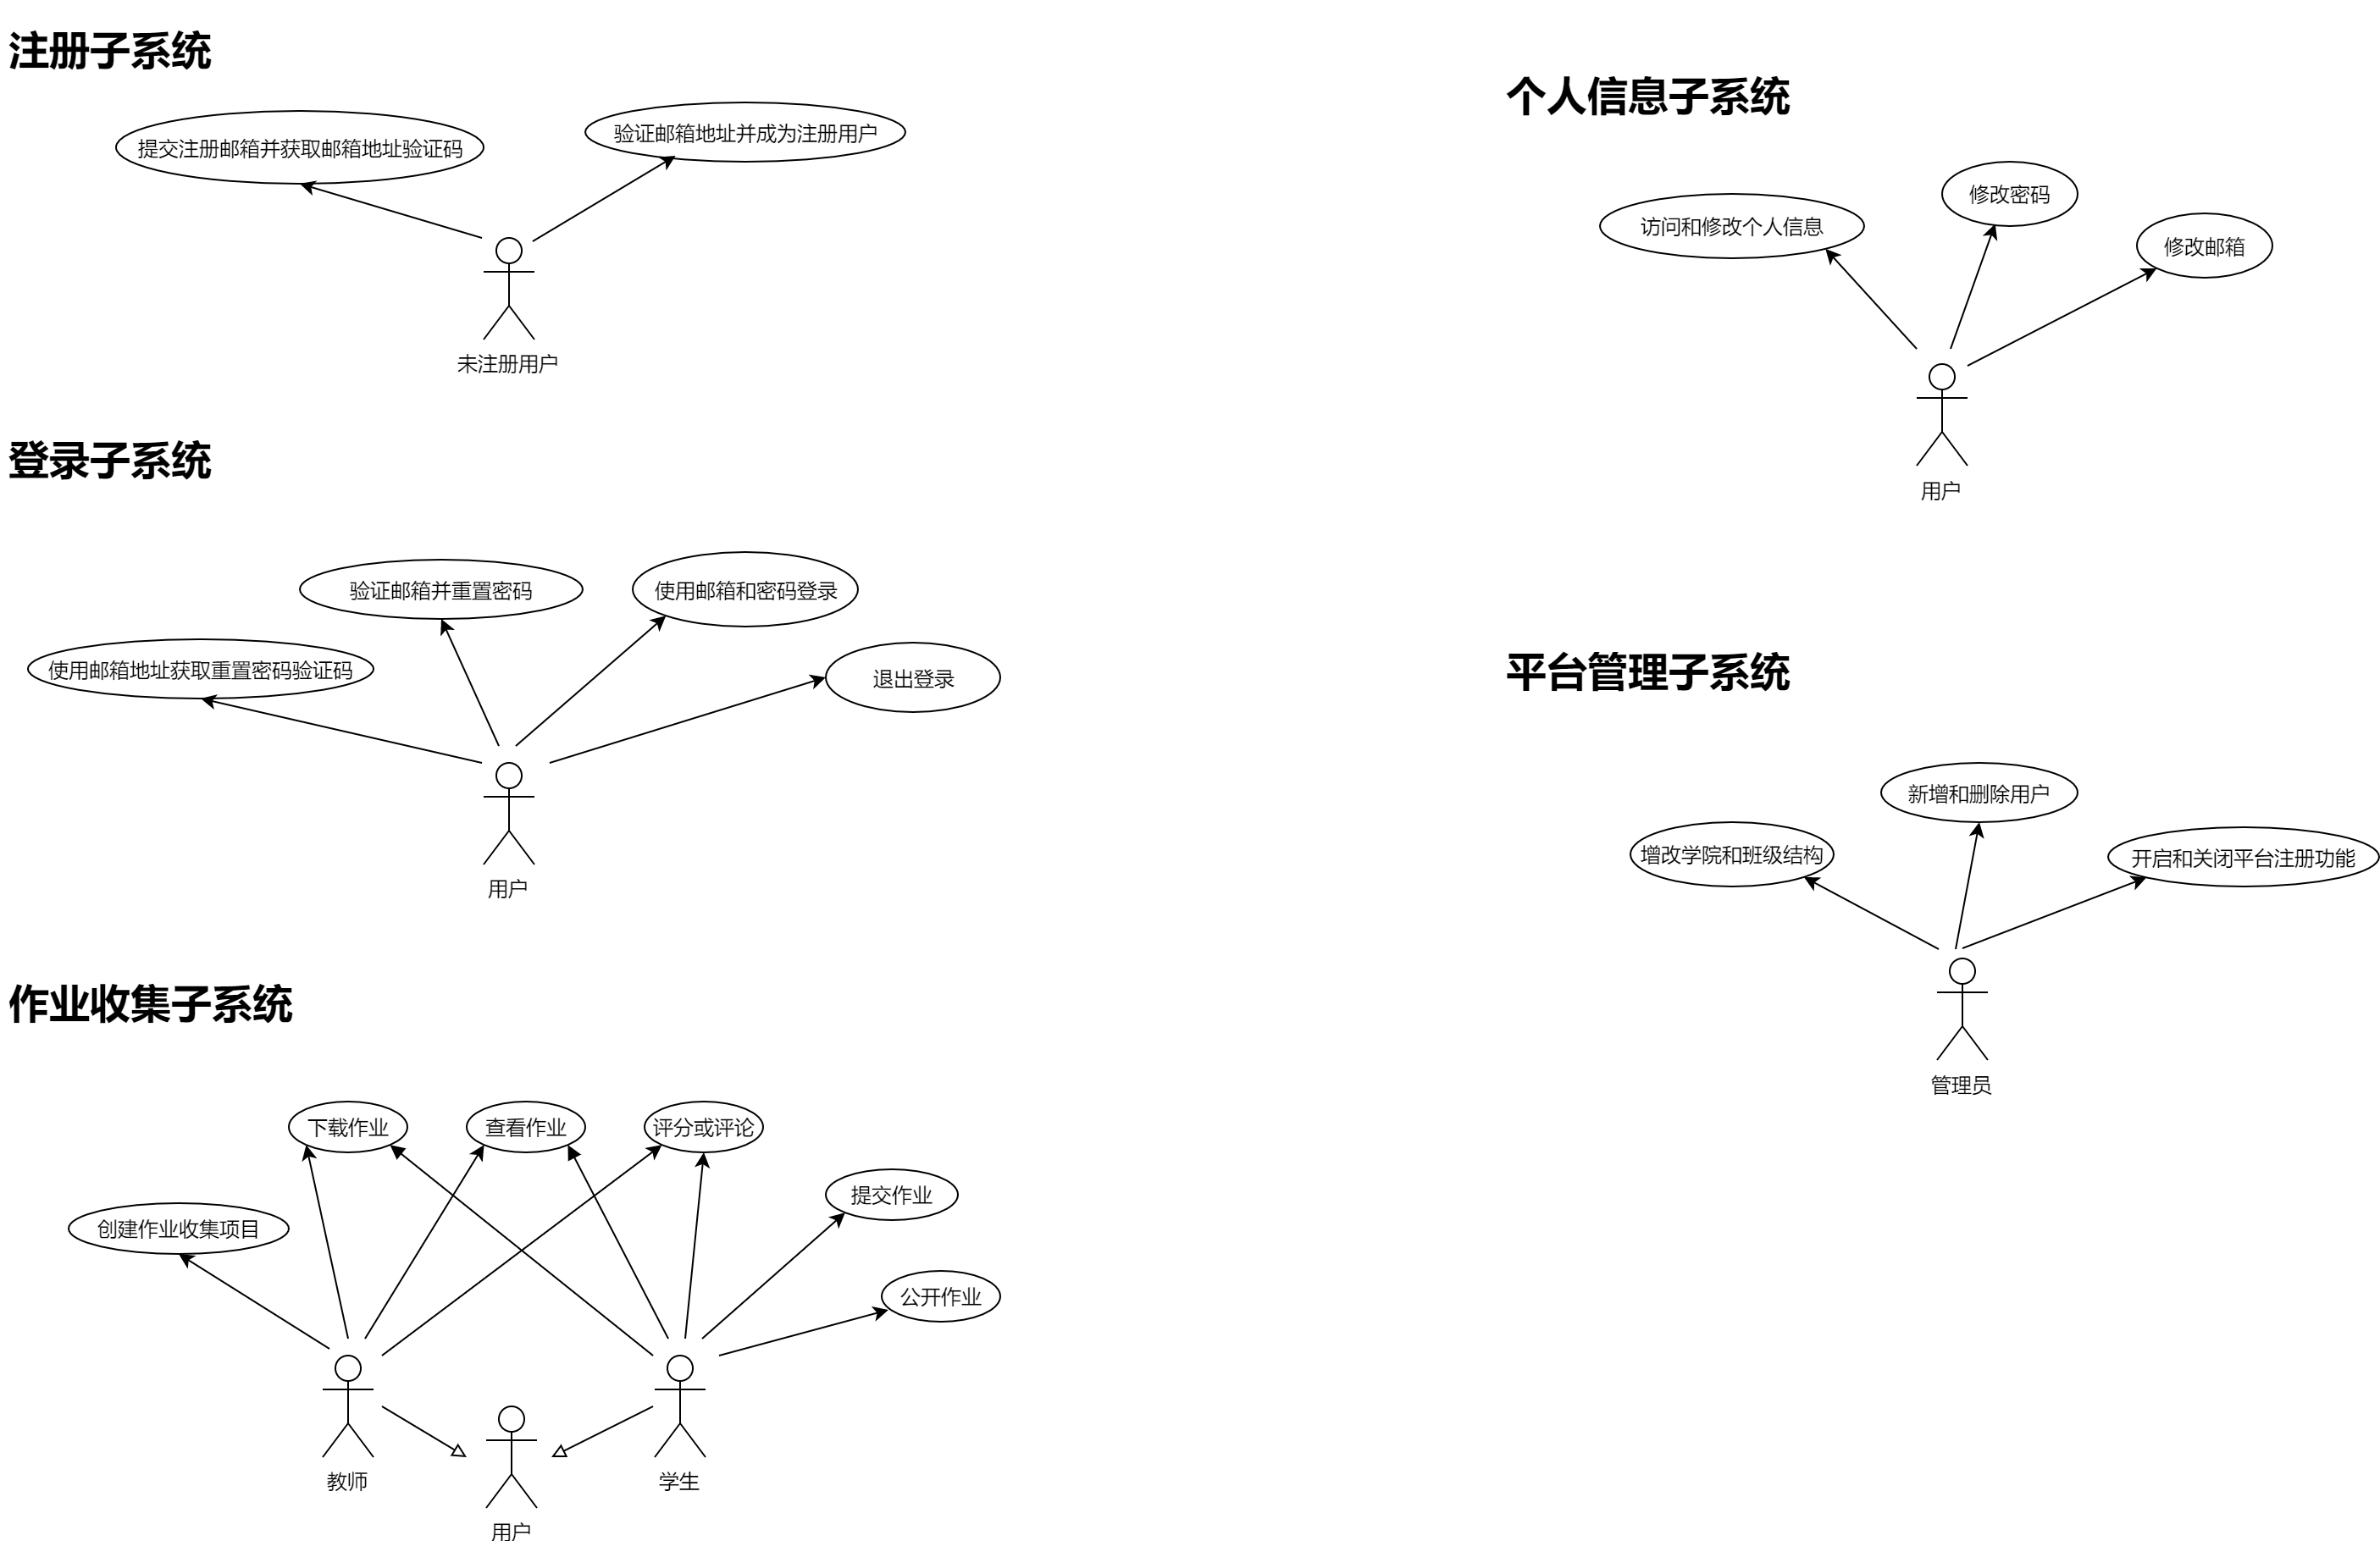 注册子系统
提交注册邮箱并获取邮箱地址验证码
验证邮箱地址并成为注册用户
未注册用户
登录子系统
验证邮箱并重置密码
使用邮箱和密码登录
使用邮箱地址获取重置密码验证码
退出登录
用户
作业收集子系统
下载作业
查看作业
评分或评论
提交作业
创建作业收集项目
公开作业
教师
学生
用户
个人信息子系统
修改密码
访问和修改个人信息
修改邮箱
用户
平台管理子系统
新增和删除用户
增改学院和班级结构
开启和关闭平台注册功能
管理员